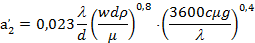 a′₂ = 0,023 λ/d (wdρ/μ)^0,8 · (3600cμg/λ)^0,4